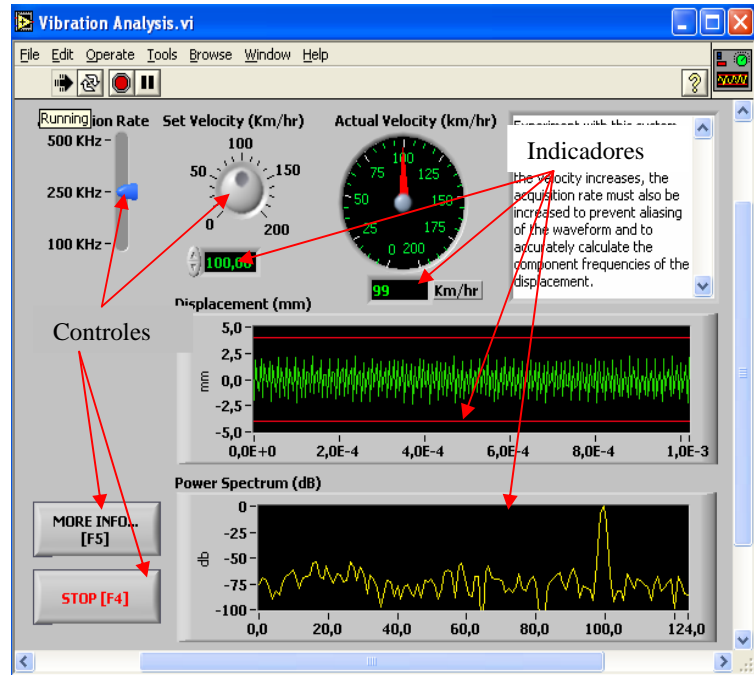 Vibration Analysis.vi
File Edit Operate Tools Browse Window Help
?
Running
ion Rate
500 KHz
250 KHz
100 KHz
Set Velocity (Km/hr)
100
50
150
0
200
100,00
Actual Velocity (km/hr)
100
75
125
50
150
25
175
0
200
99
Km/hr
Experiment with this system
Indicadores
the velocity increases, the
acquisition rate must also be
increased to prevent aliasing
of the waveform and to
accurately calculate the
component frequencies of the
displacement.
Controles
Displacement (mm)
5,0
2,5
0,0
-2,5
-5,0
mm
0,0E+0 2,0E-4 4,0E-4 6,0E-4 8,0E-4 1,0E-3
Power Spectrum (dB)
0
-25
-50
-75
-100
db
0,0 20,0 40,0 60,0 80,0 100,0 124,0
MORE INFO...
[F5]
STOP [F4]